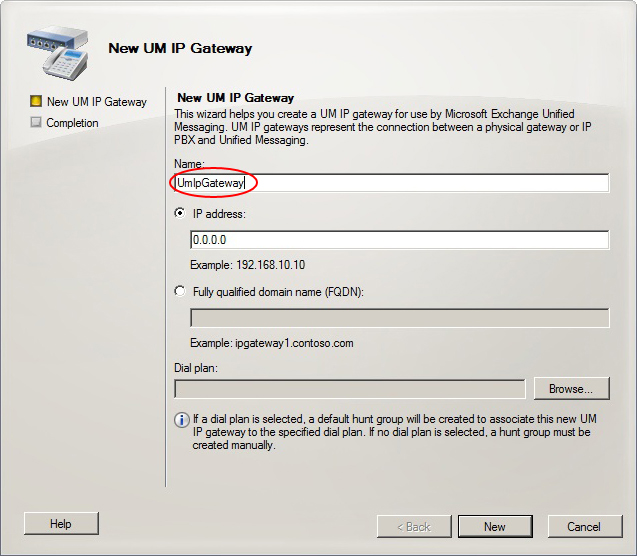 New UM IP Gateway
New UM IP Gateway
Completion
New UM IP Gateway
This wizard helps you create a UM IP gateway for use by Microsoft Exchange Unified
Messaging. UM IP gateways represent the connection between a physical gateway or IP
PBX and Unified Messaging.
Name:
UmIpGateway
IP address:
0.0.0.0
Example: 192.168.10.10
Fully qualified domain name (FQDN):
Example: ipgateway1.contoso.com
Dial plan:
Browse...
If a dial plan is selected, a default hunt group will be created to associate this new UM
IP gateway to the specified dial plan. If no dial plan is selected, a hunt group must be
created manually.
Help
< Back
New
Cancel